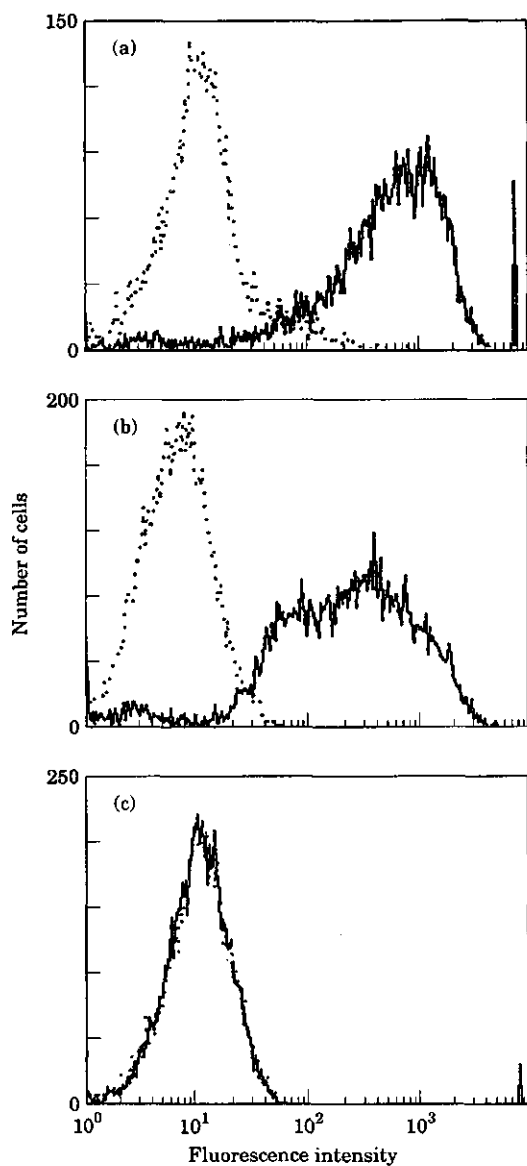 150
(a)
0
200
(b)
Number of cells
0
250
(c)
0
10⁰ 10¹ 10² 10³
Fluorescence intensity